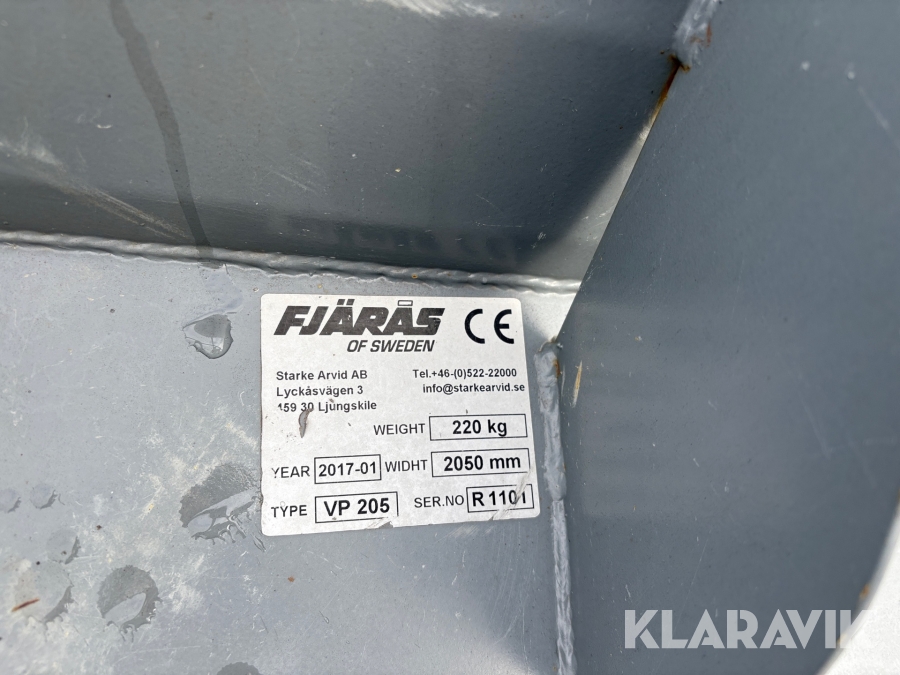 FJÄRÅS CE
OF SWEDEN
Starke Arvid AB Tel.+46-(0)522-22000
Lyckåsvägen 3 info@starkearvid.se
459 30 Ljungskile
WEIGHT 220 kg
YEAR 2017-01 WIDHT 2050 mm
TYPE VP 205 SER.NO R 1101
KLARAVIK